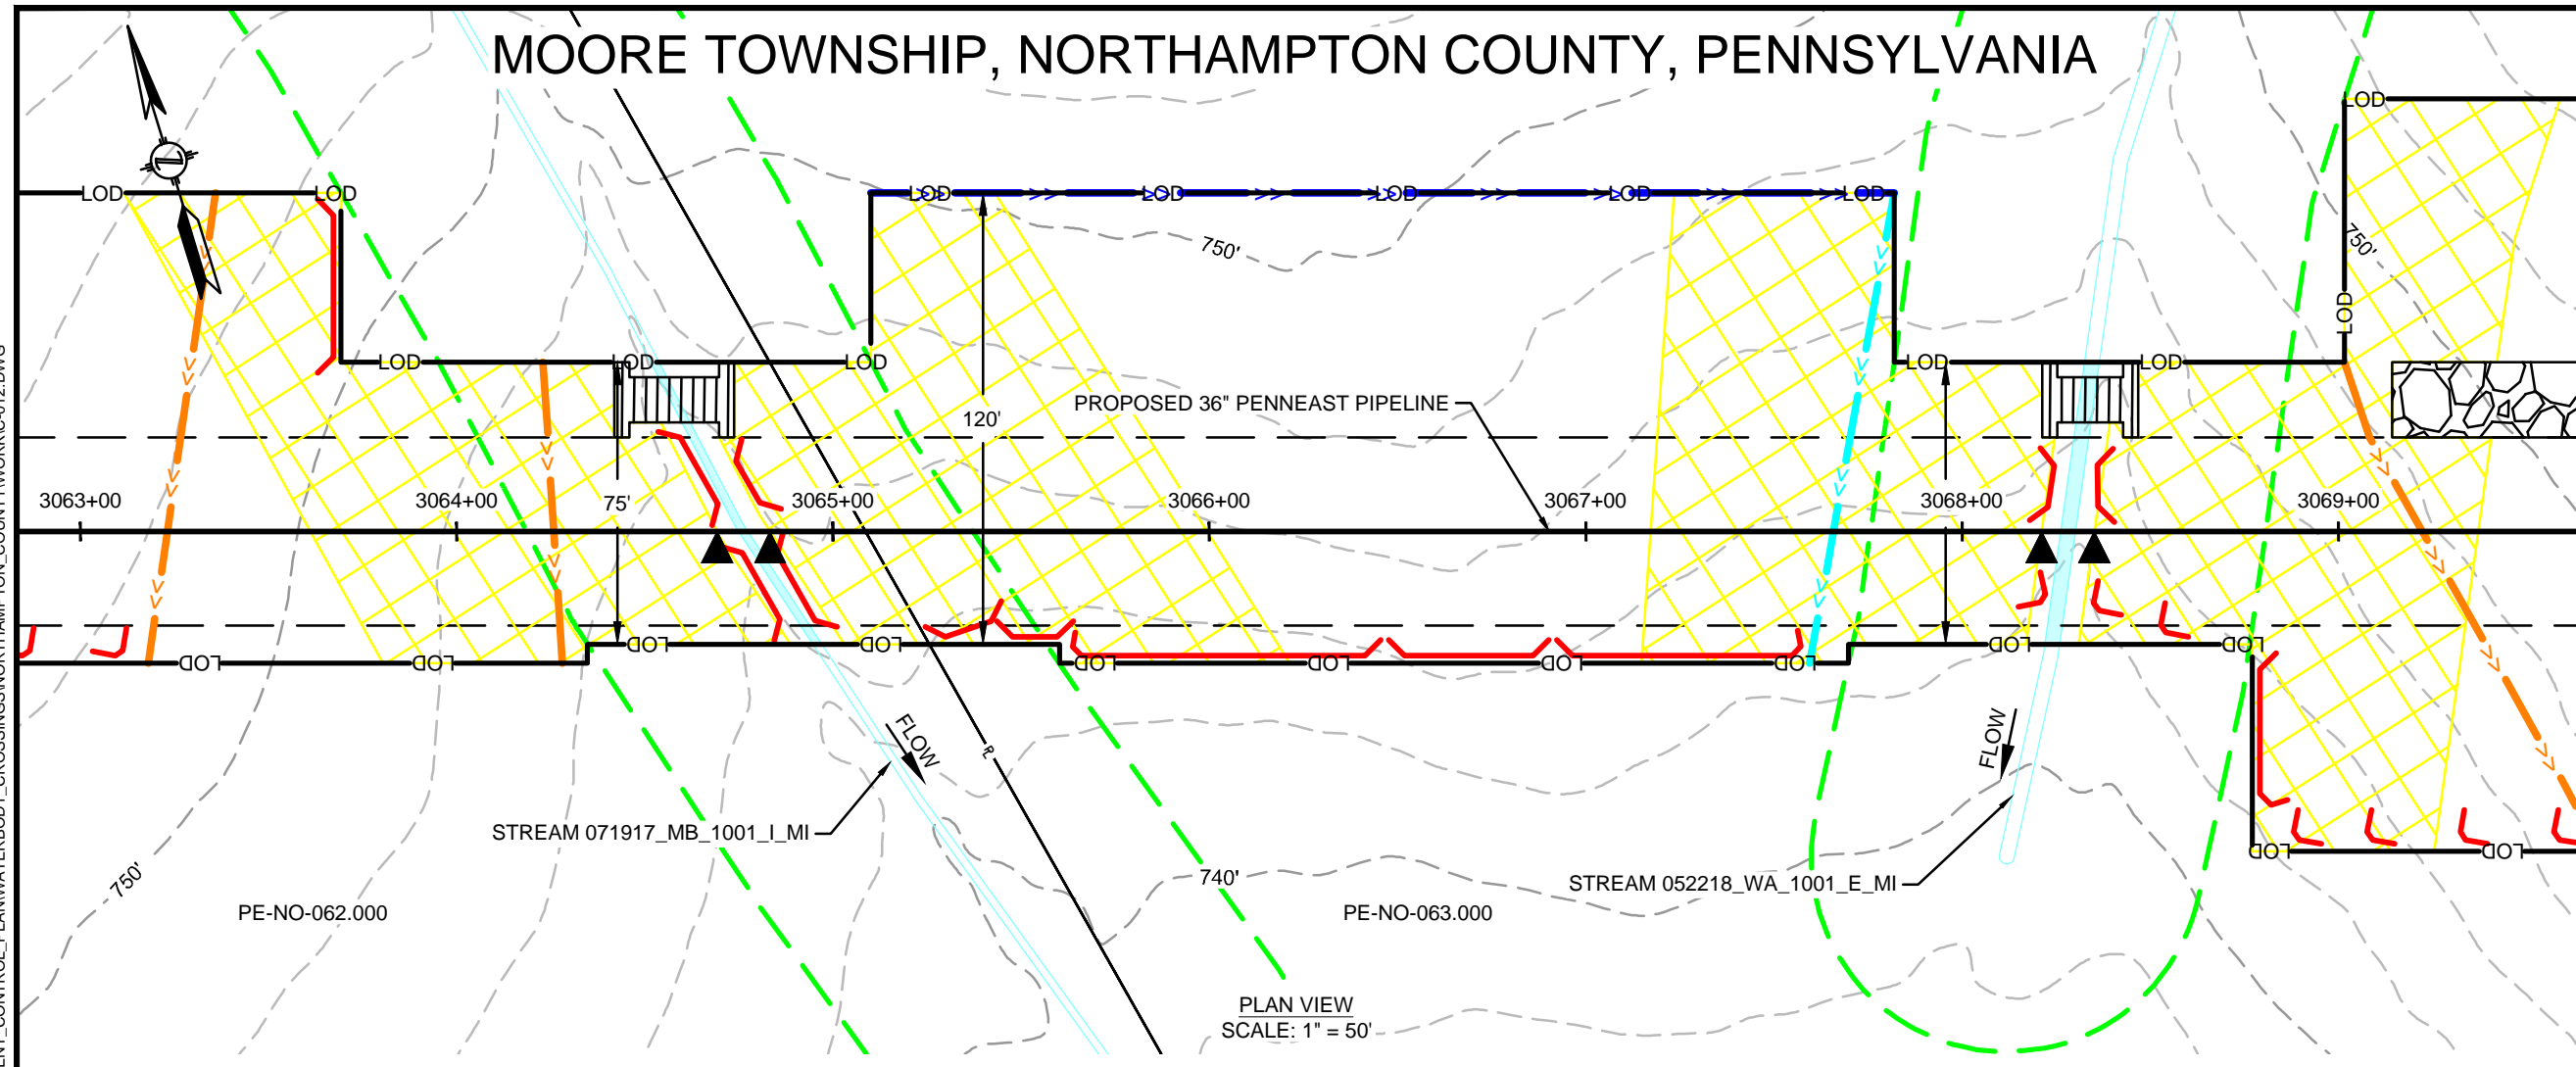 MOORE TOWNSHIP, NORTHAMPTON COUNTY, PENNSYLVANIA
LOD
LOD LOD LOD LOD LOD LOD LOD
750'
750'
LOD
LOD LOD LOD LOD LOD
PROPOSED 36" PENNEAST PIPELINE
120'
3063+00 3064+00 75' 3065+00 3066+00 3067+00 3068+00 3069+00
LOD LOD LOD LOD LOD
LOD LOD LOD LOD LOD LOD
FLOW
FLOW
STREAM 071917_MB_1001_I_MI
LOD LOD
750'
740'
STREAM 052218_WA_1001_E_MI
PE-NO-062.000
PE-NO-063.000
PLAN VIEW
SCALE: 1" = 50'